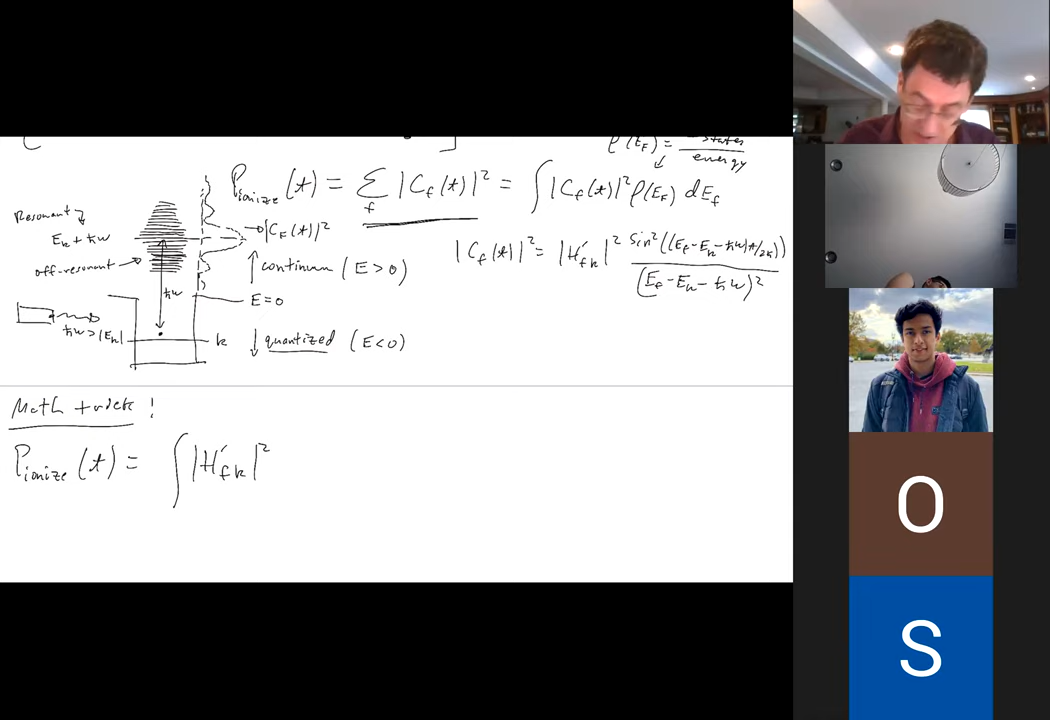 ρ(E_F) = states/energy
P_ionize(t) = Σ_f |C_f(t)|² = ∫ |C_f(t)|² ρ(E_F) dE_f
Resonant
E_k + ħω
→ |C_F(t)|²
|C_f(t)|² = |H'_fk|² sin²((E_f - E_k - ħω)t/2ħ) / (E_f - E_k - ħω)²
off-resonant
↑ continuum (E > 0)
ħω
E = 0
ħω > |E_k|
k
↓ quantized (E < 0)
Math trick!
P_ionize(t) = ∫ |H'_fk|²
O
S